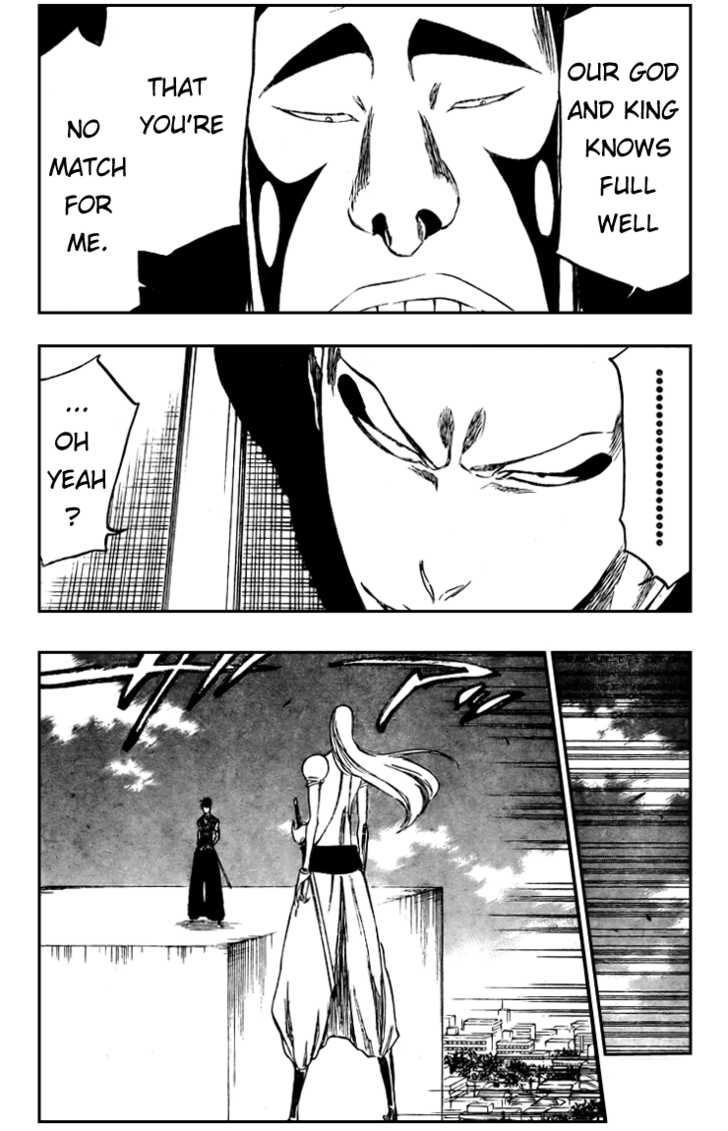 OUR GOD
AND KING
KNOWS
FULL
WELL
THAT
YOU'RE
NO
MATCH
FOR
ME.
...
OH
YEAH
?